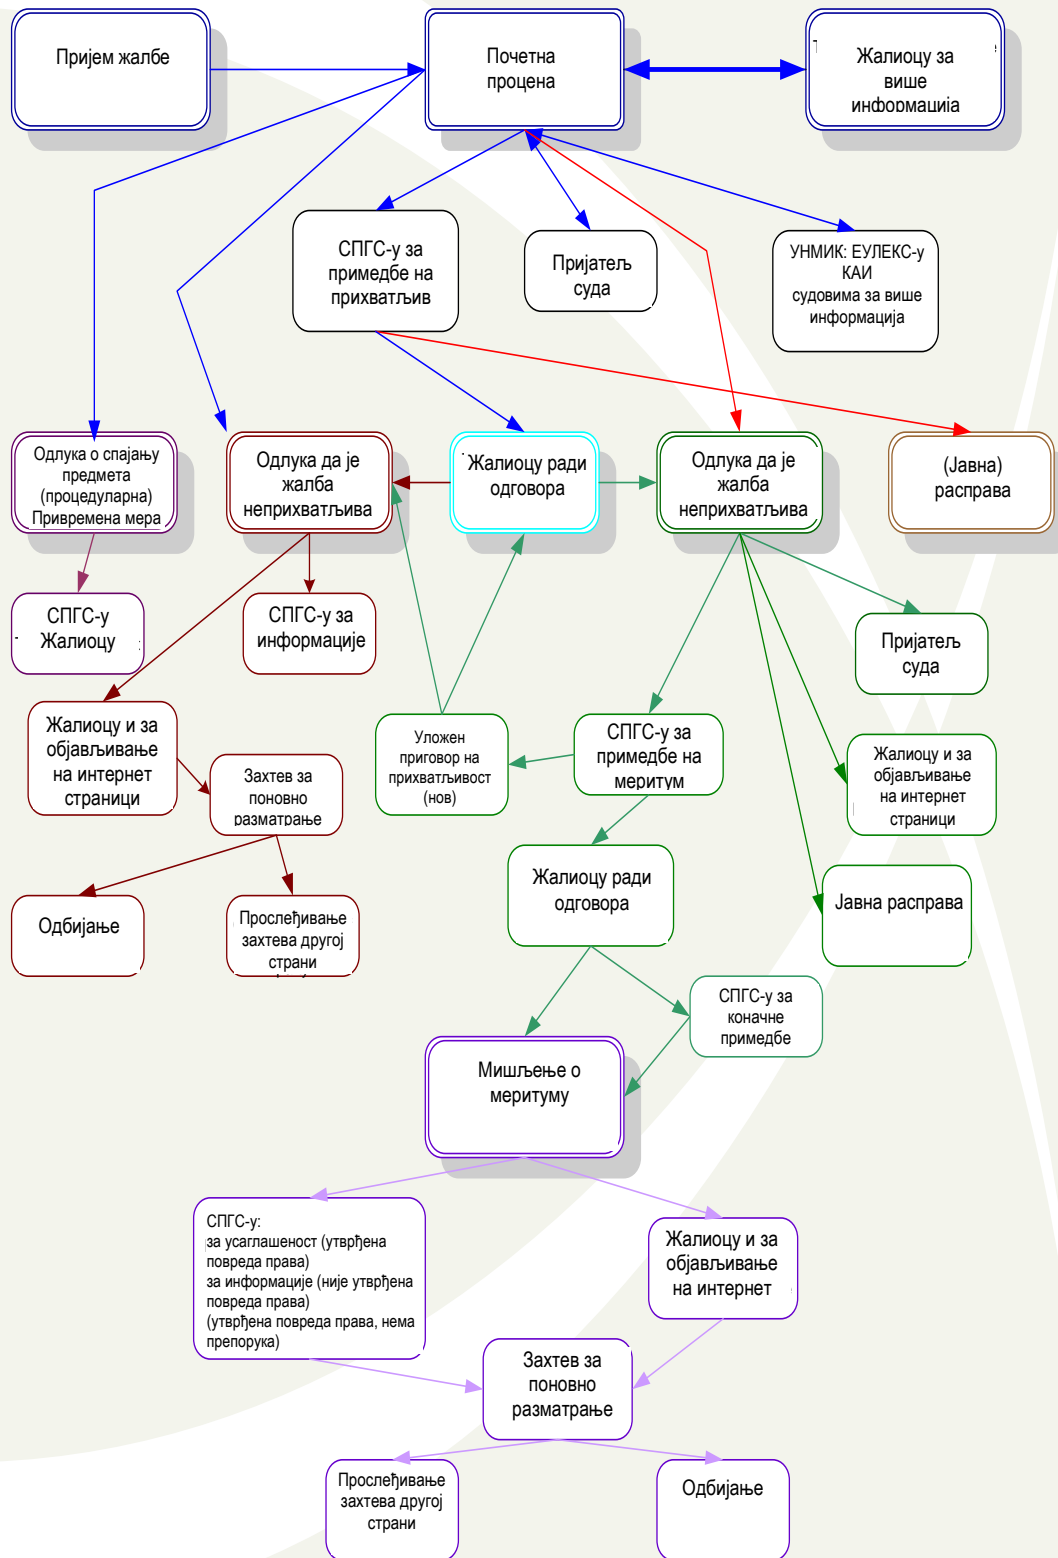 Пријем жалбе
Почетна
процена
Жалиоцу за
више
информација
СПГС-у за
примедбе на
прихватљив
Пријатељ
суда
УНМИК: ЕУЛЕКС-у
КАИ
судовима за више
информација
Одлука о спајању
предмета
(процедуларна)
Привремена мера
Одлука да је
жалба
неприхватљива
Жалиоцу ради
одговора
Одлука да је
жалба
неприхватљива
(Јавна)
расправа
СПГС-у
Жалиоцу
СПГС-у за
информације
Пријатељ
суда
Жалиоцу и за
објављивање
на интернет
страници
Захтев за
поновно
разматрање
Уложен
приговор на
прихватљивост
(нов)
СПГС-у за
примедбе на
меритум
Жалиоцу и за
објављивање
на интернет
страници
Жалиоцу ради
одговора
Јавна расправа
Одбијање
Прослеђивање
захтева другој
страни
СПГС-у за
коначне
примедбе
Мишљење о
меритуму
СПГС-у:
за усаглашеност (утврђена
повреда права)
за информације (није утврђена
повреда права)
(утврђена повреда права, нема
препорука)
Жалиоцу и за
објављивање
на интернет
Захтев за
поновно
разматрање
Прослеђивање
захтева другој
страни
Одбијање